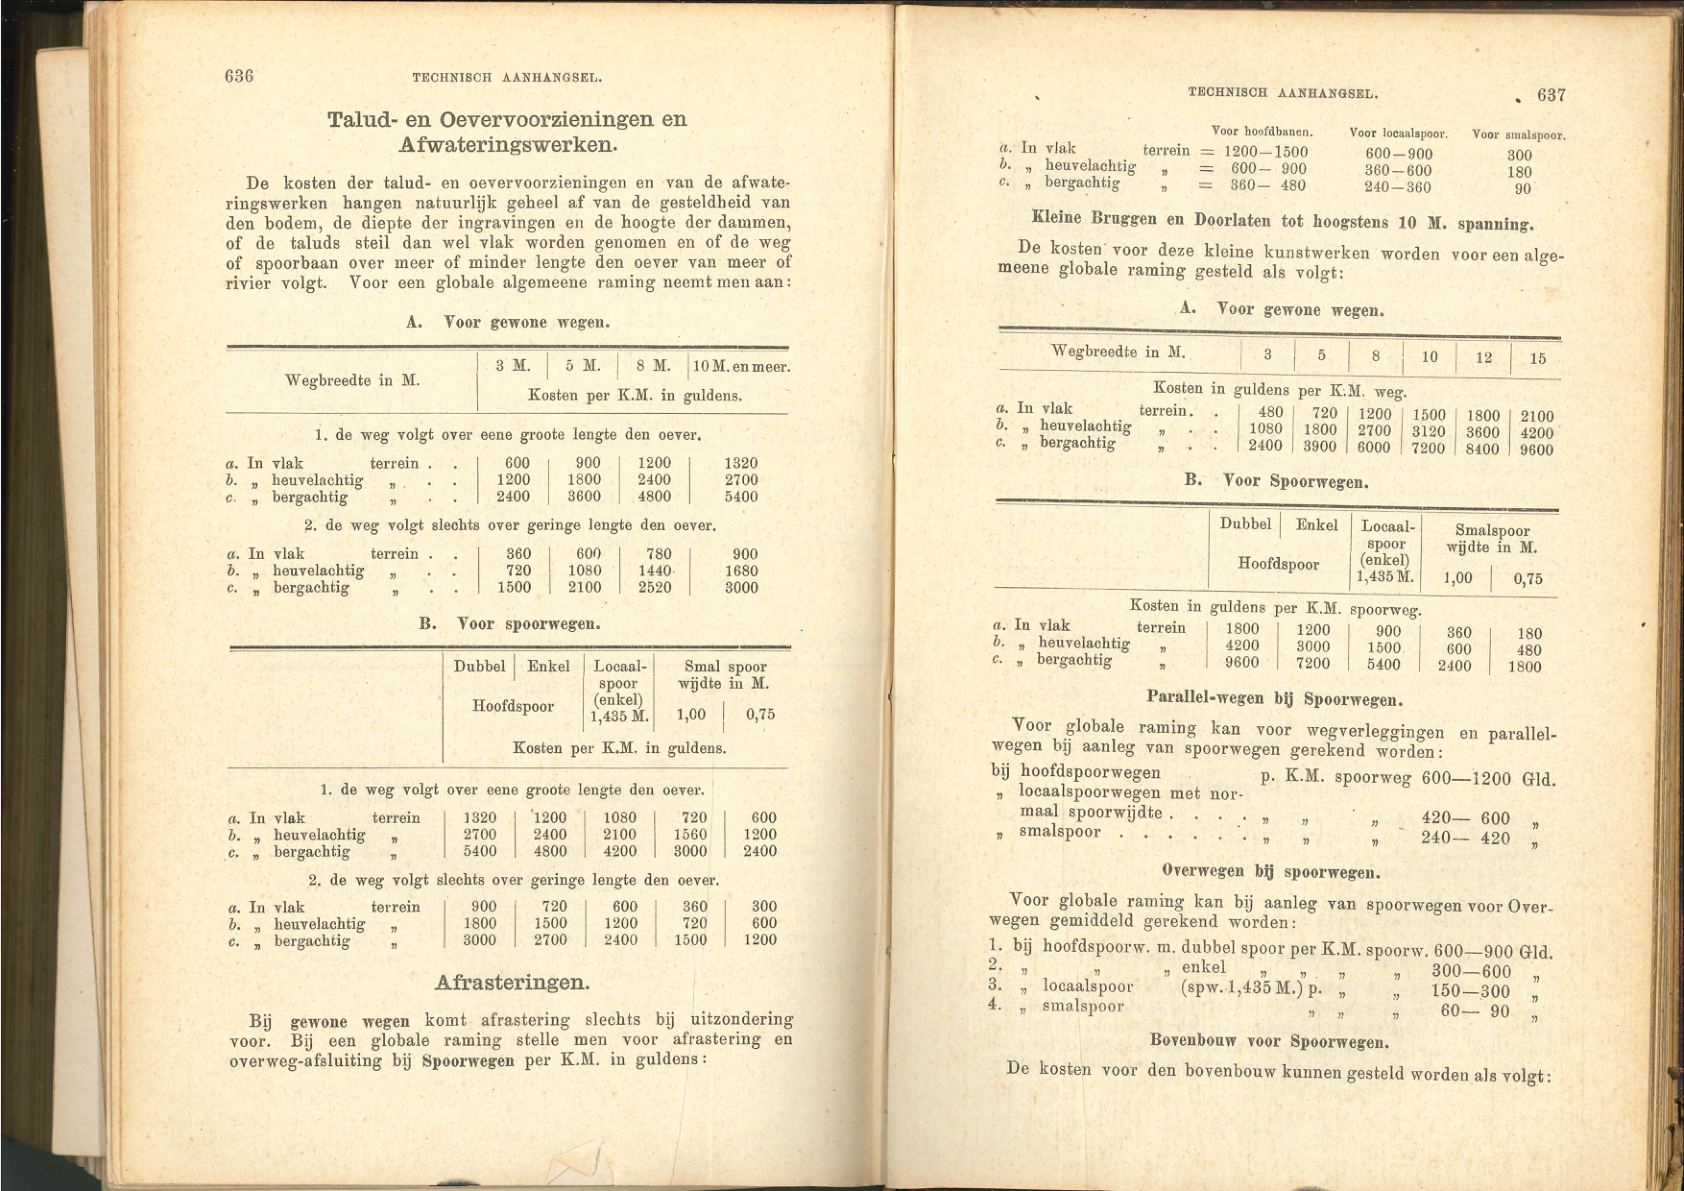 636
TECHNISCH AANHANGSEL.
Talud- en Oevervoorzieningen en
Afwateringswerken.
De kosten der talud- en oevervoorzieningen en van de afwate-
ringswerken hangen natuurlijk geheel af van de gesteldheid van
den bodem, de diepte der ingravingen en de hoogte der dammen,
of de taluds steil dan wel vlak worden genomen en of de weg
of spoorbaan over meer of minder lengte den oever van meer of
rivier volgt. Voor een globale algemeene raming neemt men aan:
A. Voor gewone wegen.
Wegbreedte in M. 3 M. 5 M. 8 M. 10 M. en meer.
Kosten per K.M. in guldens.
1. de weg volgt over eene groote lengte den oever.
a. In vlak terrein . . 600 900 1200 1320
b. „ heuvelachtig „ . . . 1200 1800 2400 2700
c. „ bergachtig „ . . 2400 3600 4800 5400
2. de weg volgt slechts over geringe lengte den oever.
a. In vlak terrein . . 360 600 780 900
b. „ heuvelachtig „ . . 720 1080 1440 1680
c. „ bergachtig „ . . 1500 2100 2520 3000
B. Voor spoorwegen.
Dubbel Enkel Locaal- Smal spoor
spoor wijdte in M.
Hoofdspoor (enkel)
1,435 M. 1,00 0,75
Kosten per K.M. in guldens.
1. de weg volgt over eene groote lengte den oever.
a. In vlak terrein 1320 1200 1080 720 600
b. „ heuvelachtig „ 2700 2400 2100 1560 1200
c. „ bergachtig „ 5400 4800 4200 3000 2400
2. de weg volgt slechts over geringe lengte den oever.
a. In vlak terrein 900 720 600 360 300
b. „ heuvelachtig „ 1800 1500 1200 720 600
c. „ bergachtig „ 3000 2700 2400 1500 1200
Afrasteringen.
Bij gewone wegen komt afrastering slechts bij uitzondering
voor. Bij een globale raming stelle men voor afrastering en
overweg-afsluiting bij Spoorwegen per K.M. in guldens:
TECHNISCH AANHANGSEL.
637
Voor hoofdbanen. Voor locaalspoor. Voor smalspoor.
a. In vlak terrein = 1200—1500 600—900 300
b. „ heuvelachtig „ = 600— 900 360—600 180
c. „ bergachtig „ = 360— 480 240—360 90
Kleine Bruggen en Doorlaten tot hoogstens 10 M. spanning.
De kosten voor deze kleine kunstwerken worden voor een alge-
meene globale raming gesteld als volgt:
A. Voor gewone wegen.
Wegbreedte in M. 3 5 8 10 12 15
Kosten in guldens per K.M. weg.
a. In vlak terrein. . 480 720 1200 1500 1800 2100
b. „ heuvelachtig „ . . 1080 1800 2700 3120 3600 4200
c. „ bergachtig „ . . 2400 3900 6000 7200 8400 9600
B. Voor Spoorwegen.
Dubbel Enkel Locaal- Smalspoor
spoor wijdte in M.
Hoofdspoor (enkel)
1,435 M. 1,00 0,75
Kosten in guldens per K.M. spoorweg.
a. In vlak terrein 1800 1200 900 360 180
b. „ heuvelachtig „ 4200 3000 1500 600 480
c. „ bergachtig „ 9600 7200 5400 2400 1800
Parallel-wegen bij Spoorwegen.
Voor globale raming kan voor wegverleggingen en parallel-
wegen bij aanleg van spoorwegen gerekend worden:
bij hoofdspoorwegen p. K.M. spoorweg 600—1200 Gld.
„ locaalspoorwegen met nor-
maal spoorwijdte . . . . „ „ „ 420— 600 „
„ smalspoor . . . . . . „ „ „ 240— 420 „
Overwegen bij spoorwegen.
Voor globale raming kan bij aanleg van spoorwegen voor Over-
wegen gemiddeld gerekend worden:
1. bij hoofdspoorw. m. dubbel spoor per K.M. spoorw. 600—900 Gld.
2. „ „ „ enkel „ „ „ „ 300—600 „
3. „ locaalspoor (spw. 1,435 M.) p. „ „ 150—300 „
4. „ smalspoor „ „ „ 60— 90 „
Bovenbouw voor Spoorwegen.
De kosten voor den bovenbouw kunnen gesteld worden als volgt: